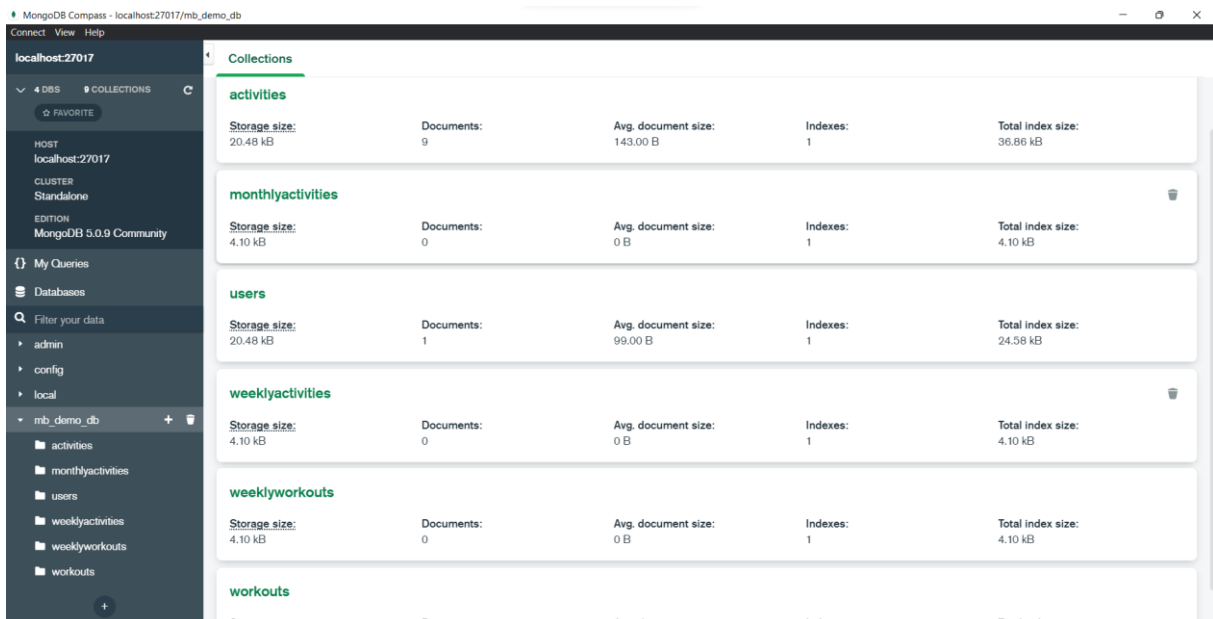 MongoDB Compass - localhost:27017/mb_demo_db
Connect View Help
localhost:27017
4 DBS 9 COLLECTIONS
☆ FAVORITE
HOST
localhost:27017
CLUSTER
Standalone
EDITION
MongoDB 5.0.9 Community
{} My Queries
Databases
Filter your data
admin
config
local
mb_demo_db +
activities
monthlyactivities
users
weeklyactivities
weeklyworkouts
workouts
+
Collections
activities
Storage size: Documents: Avg. document size: Indexes: Total index size:
20.48 kB 9 143.00 B 1 36.86 kB
monthlyactivities
Storage size: Documents: Avg. document size: Indexes: Total index size:
4.10 kB 0 0 B 1 4.10 kB
users
Storage size: Documents: Avg. document size: Indexes: Total index size:
20.48 kB 1 99.00 B 1 24.58 kB
weeklyactivities
Storage size: Documents: Avg. document size: Indexes: Total index size:
4.10 kB 0 0 B 1 4.10 kB
weeklyworkouts
Storage size: Documents: Avg. document size: Indexes: Total index size:
4.10 kB 0 0 B 1 4.10 kB
workouts